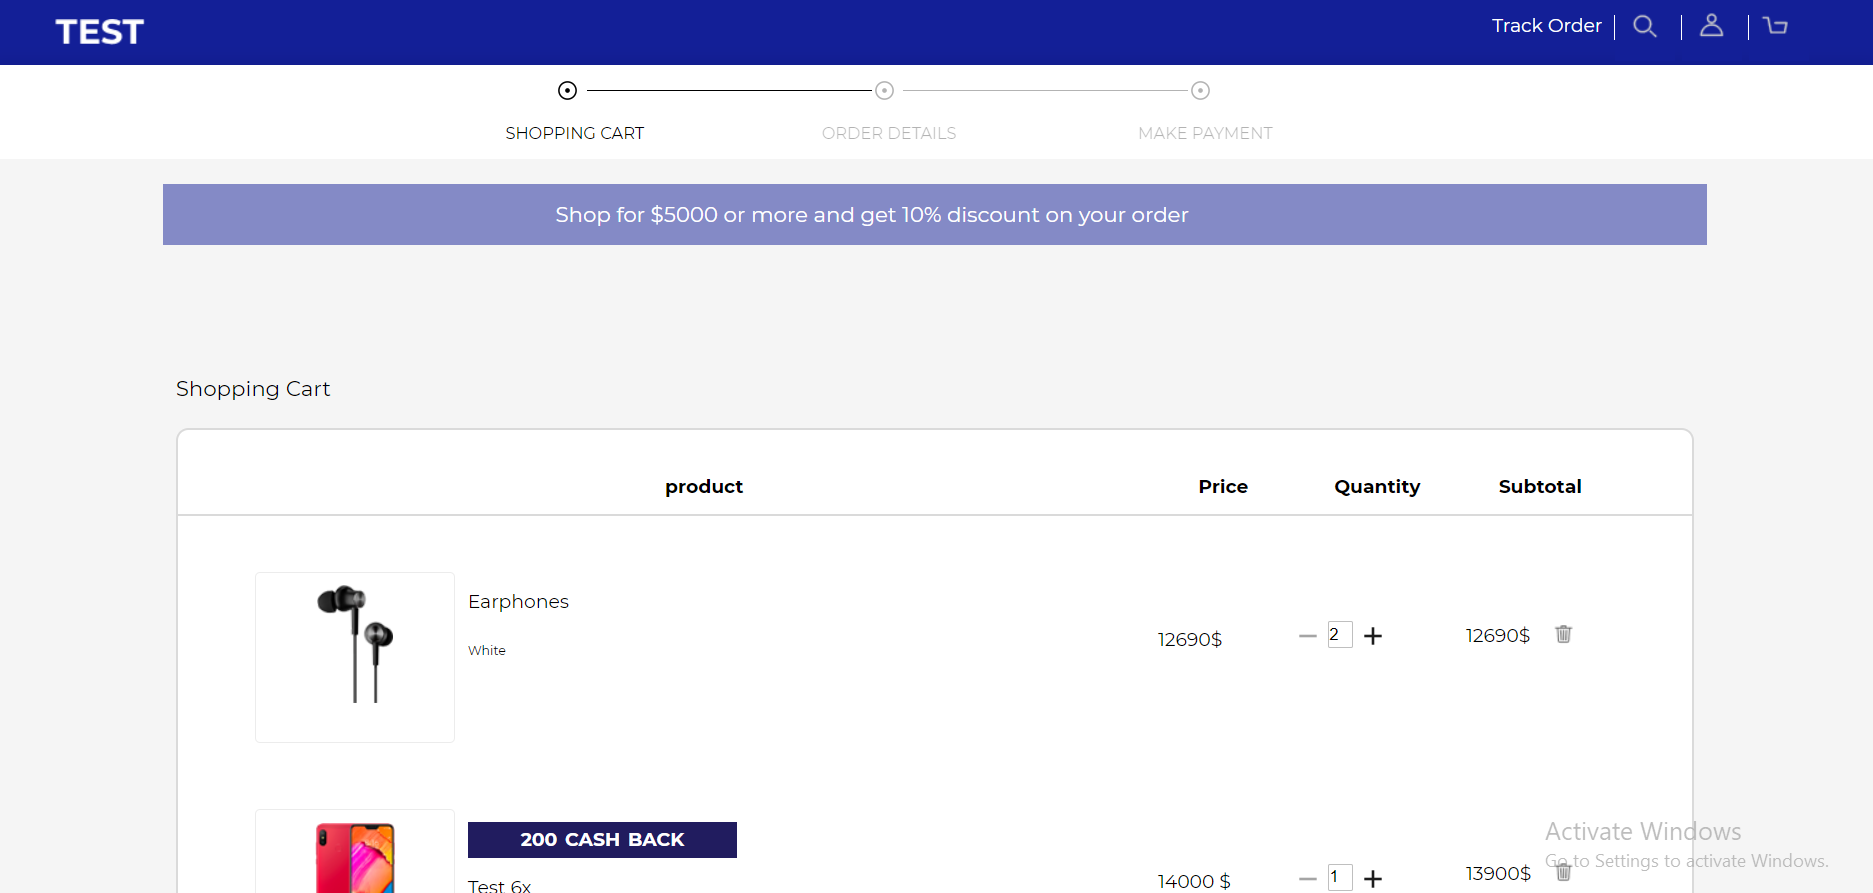 TEST
Track Order
SHOPPING CART
ORDER DETAILS
MAKE PAYMENT
Shop for $5000 or more and get 10% discount on your order
Shopping Cart
product Price Quantity Subtotal
Earphones
White
12690$ 2 12690$
200 CASH BACK
Test 6x
14000 $ 1 13900$
Activate Windows
Go to Settings to activate Windows.